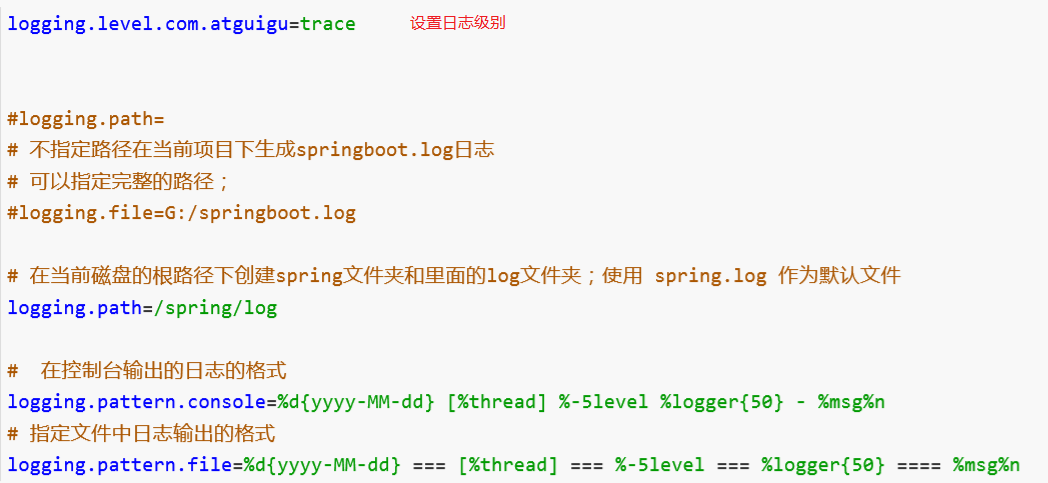 logging.level.com.atguigu=trace 设置日志级别
#logging.path=
# 不指定路径在当前项目下生成springboot.log日志
# 可以指定完整的路径；
#logging.file=G:/springboot.log
# 在当前磁盘的根路径下创建spring文件夹和里面的log文件夹；使用 spring.log 作为默认文件
logging.path=/spring/log
#  在控制台输出的日志的格式
logging.pattern.console=%d{yyyy-MM-dd} [%thread] %-5level %logger{50} - %msg%n
# 指定文件中日志输出的格式
logging.pattern.file=%d{yyyy-MM-dd} === [%thread] === %-5level === %logger{50} ==== %msg%n